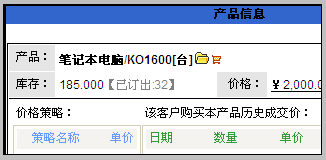 产品信息
产品： 笔记本电脑/KO1600[台]
库存： 185.000【已订出:32】 价格： ¥ 2,000.0
价格策略： 该客户购买本产品历史成交价：
策略名称 单价 日期 数量 单价